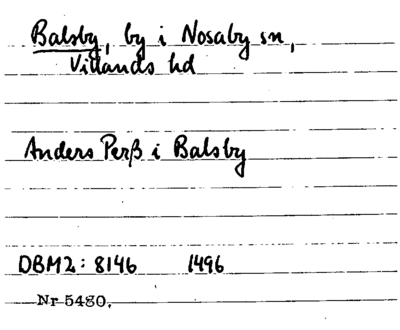 Balsby, by i Nosaby sn,
Villands hd
Anders Perß i Balsby
DBM2: 8146 1496
Nr 5480.